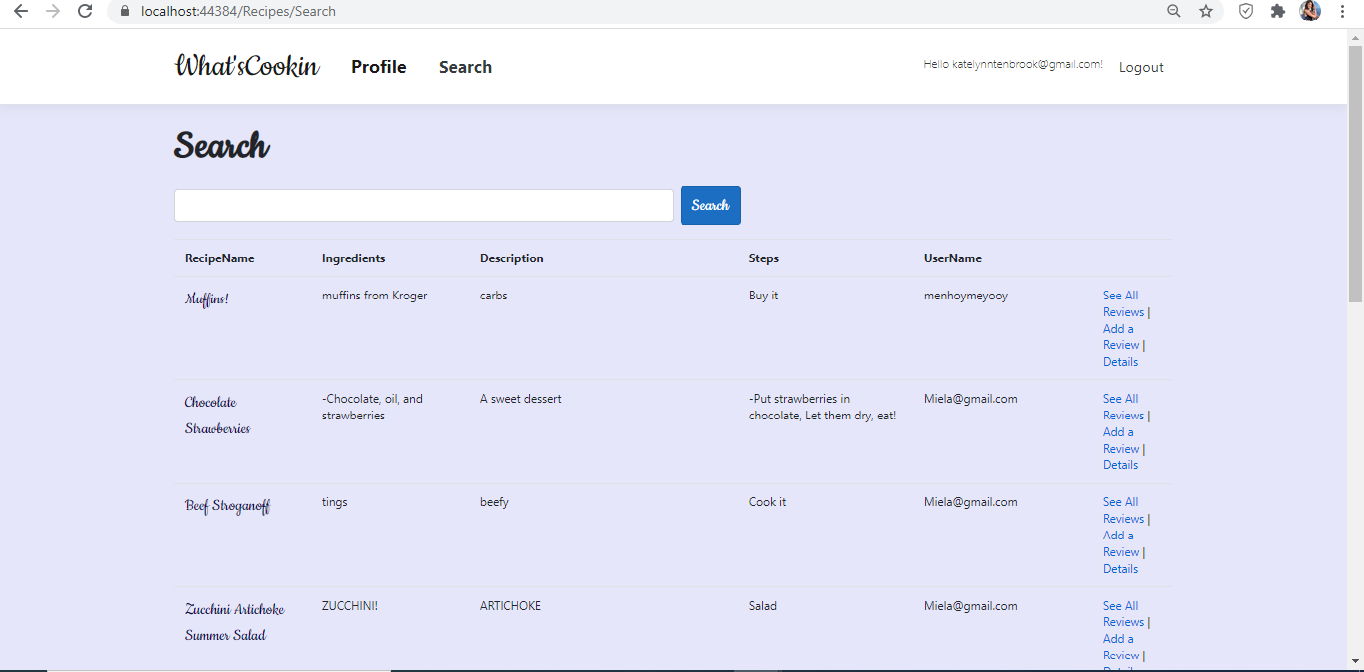 localhost:44384/Recipes/Search
What'sCookin Profile Search Hello katelynntenbrook@gmail.com! Logout
Search
Search
RecipeName Ingredients Description Steps UserName
Muffins! muffins from Kroger carbs Buy it menhoymeyooy See All
Reviews |
Add a
Review |
Details
Chocolate -Chocolate, oil, and A sweet dessert -Put strawberries in Miela@gmail.com See All
Strawberries strawberries chocolate, Let them dry, eat! Reviews |
Add a
Review |
Details
Beef Stroganoff tings beefy Cook it Miela@gmail.com See All
Reviews |
Add a
Review |
Details
Zucchini Artichoke ZUCCHINI! ARTICHOKE Salad Miela@gmail.com See All
Summer Salad Reviews |
Add a
Review |